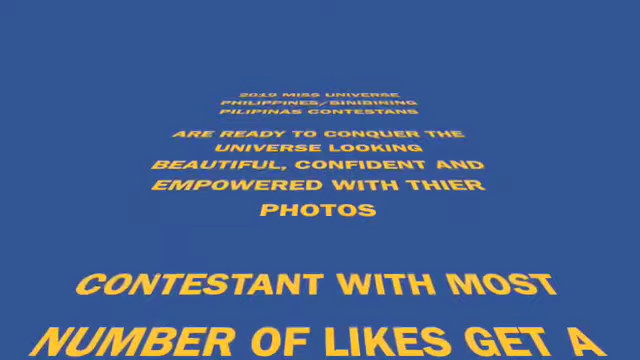 2019 MISS UNIVERSE
PHILIPPINES/BINIBINING
PILIPINAS CONTESTANS
ARE READY TO CONQUER THE
UNIVERSE LOOKING
BEAUTIFUL, CONFIDENT AND
EMPOWERED WITH THIER
PHOTOS
CONTESTANT WITH MOST
NUMBER OF LIKES GET A